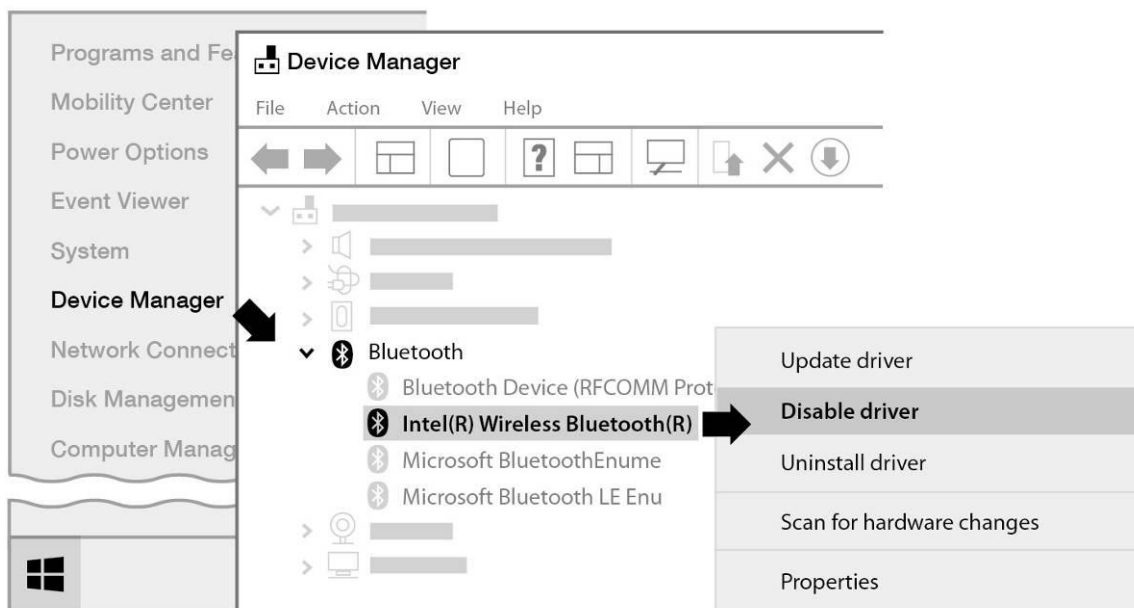 Programs and Fea
Mobility Center
Power Options
Event Viewer
System
Device Manager
Network Connect
Disk Managemen
Computer Manag
Device Manager
File Action View Help
?
Bluetooth
Bluetooth Device (RFCOMM Prot
Intel(R) Wireless Bluetooth(R)
Microsoft BluetoothEnume
Microsoft Bluetooth LE Enu
Update driver
Disable driver
Uninstall driver
Scan for hardware changes
Properties